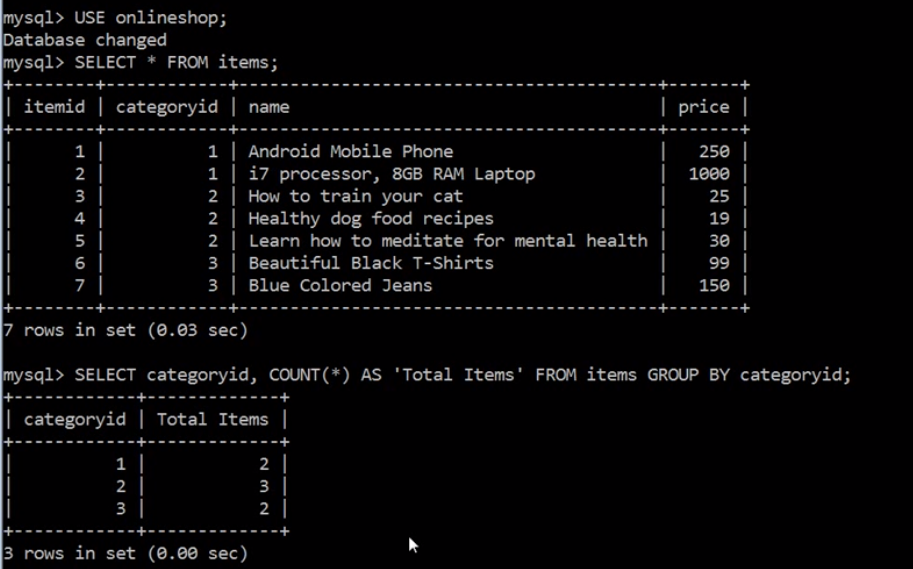 mysql> USE onlineshop;
Database changed
mysql> SELECT * FROM items;
+--------+------------+----------------------------------------+-------+
| itemid | categoryid | name                                   | price |
+--------+------------+----------------------------------------+-------+
|      1 |          1 | Android Mobile Phone                   |   250 |
|      2 |          1 | i7 processor, 8GB RAM Laptop           |  1000 |
|      3 |          2 | How to train your cat                  |    25 |
|      4 |          2 | Healthy dog food recipes               |    19 |
|      5 |          2 | Learn how to meditate for mental health |    30 |
|      6 |          3 | Beautiful Black T-Shirts               |    99 |
|      7 |          3 | Blue Colored Jeans                     |   150 |
+--------+------------+----------------------------------------+-------+
7 rows in set (0.03 sec)
mysql> SELECT categoryid, COUNT(*) AS 'Total Items' FROM items GROUP BY categoryid;
+------------+-------------+
| categoryid | Total Items |
+------------+-------------+
|          1 |           2 |
|          2 |           3 |
|          3 |           2 |
+------------+-------------+
3 rows in set (0.00 sec)